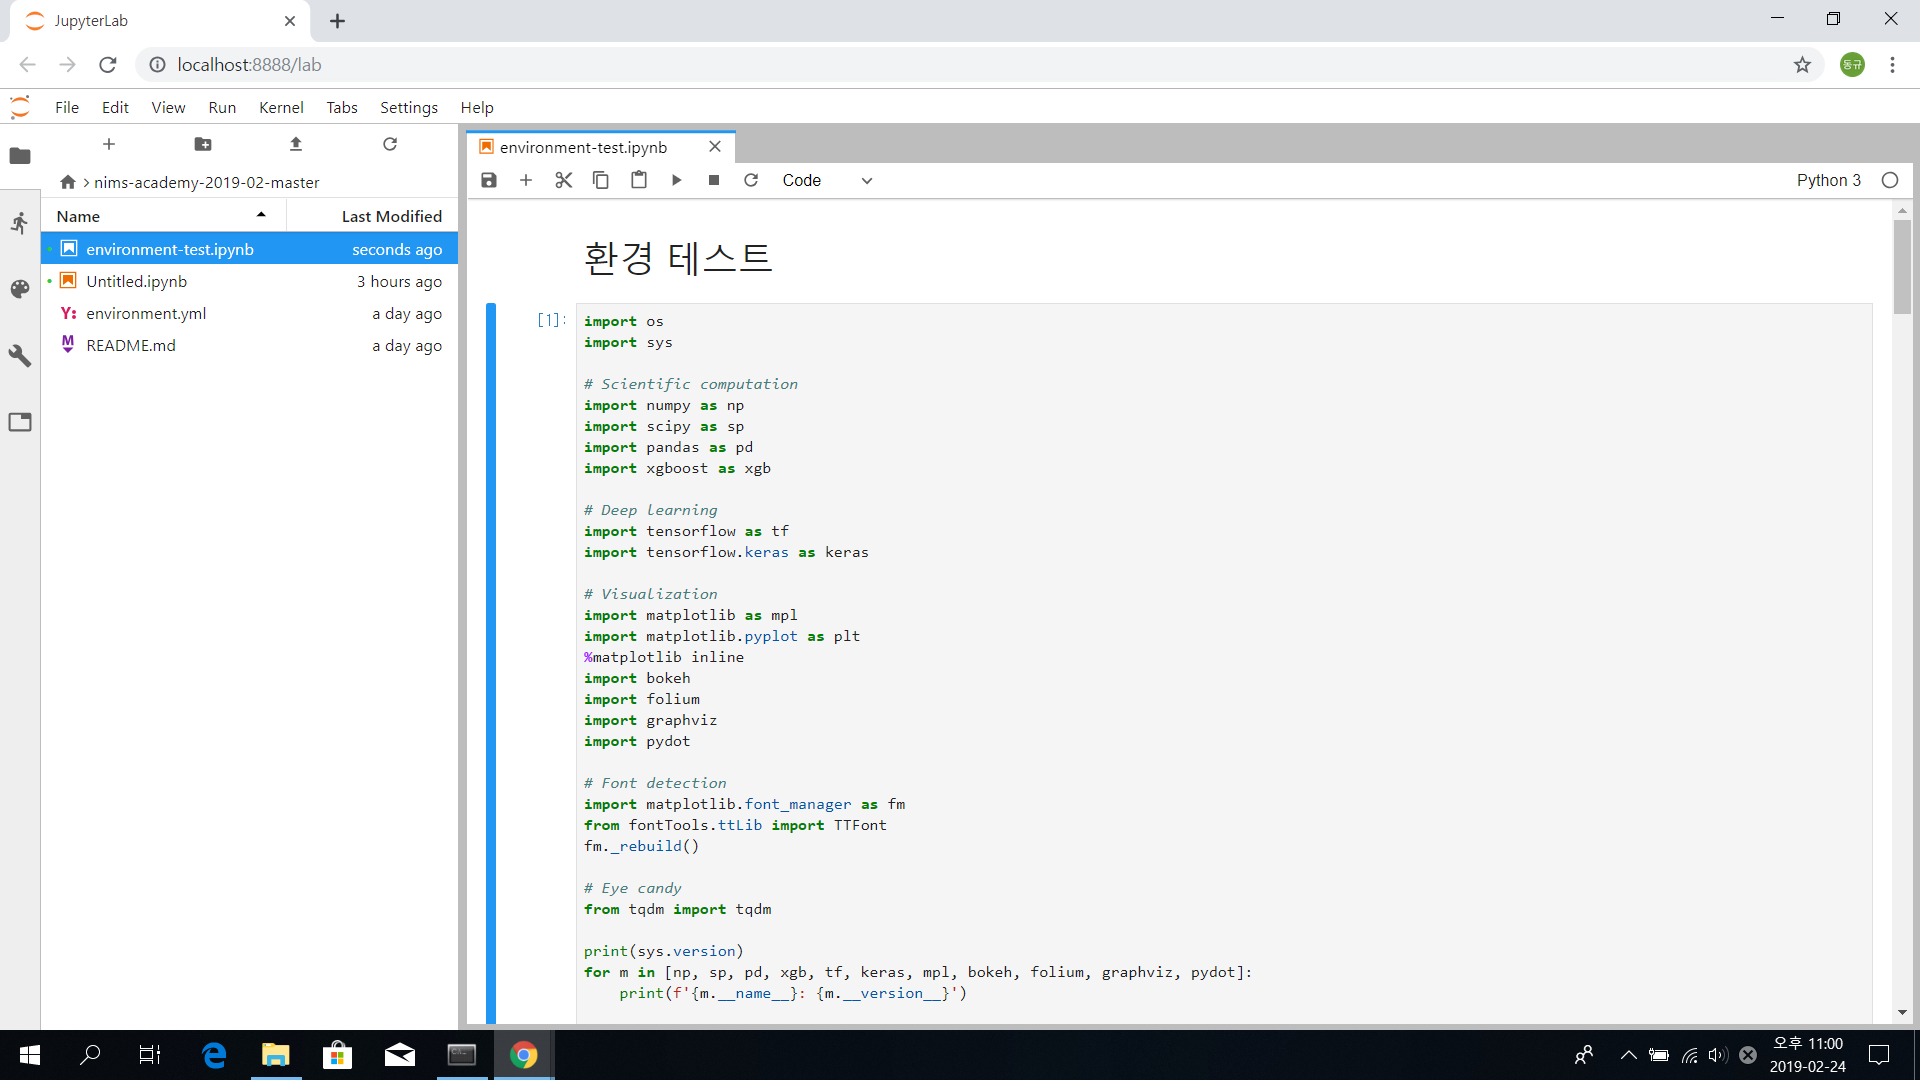 JupyterLab
localhost:8888/lab
동규
File Edit View Run Kernel Tabs Settings Help
nims-academy-2019-02-master
Name Last Modified
environment-test.ipynb seconds ago
Untitled.ipynb 3 hours ago
Y: environment.yml a day ago
M README.md a day ago
environment-test.ipynb
Code
Python 3
환경 테스트
[1]:
import os
import sys
# Scientific computation
import numpy as np
import scipy as sp
import pandas as pd
import xgboost as xgb
# Deep learning
import tensorflow as tf
import tensorflow.keras as keras
# Visualization
import matplotlib as mpl
import matplotlib.pyplot as plt
%matplotlib inline
import bokeh
import folium
import graphviz
import pydot
# Font detection
import matplotlib.font_manager as fm
from fontTools.ttLib import TTFont
fm._rebuild()
# Eye candy
from tqdm import tqdm
print(sys.version)
for m in [np, sp, pd, xgb, tf, keras, mpl, bokeh, folium, graphviz, pydot]:
    print(f'{m.__name__}: {m.__version__}')
오후 11:00
2019-02-24